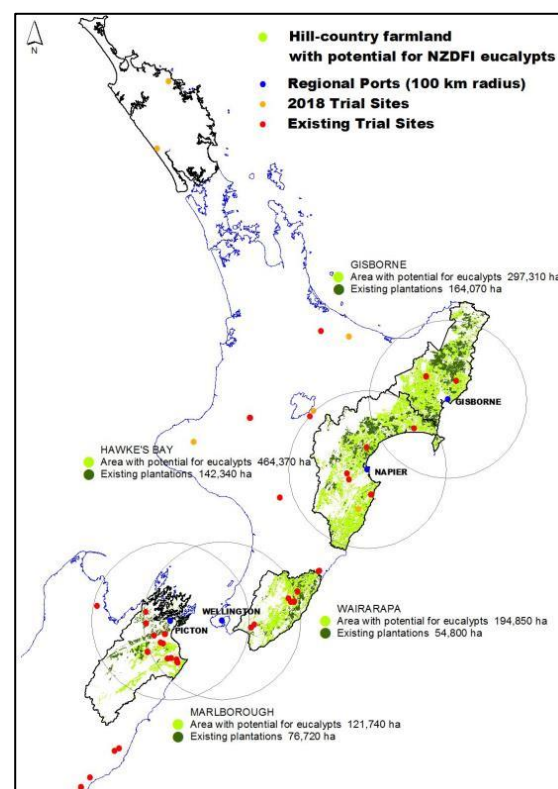 N
Hill-country farmland
with potential for NZDFI eucalypts
Regional Ports (100 km radius)
2018 Trial Sites
Existing Trial Sites
GISBORNE
Area with potential for eucalypts 297,310 ha
Existing plantations 164,070 ha
GISBORNE
HAWKE'S BAY
Area with potential for eucalypts 464,370 ha
Existing plantations 142,340 ha
NAPIER
WELLINGTON
PICTON
WAIRARAPA
Area with potential for eucalypts 194,850 ha
Existing plantations 54,800 ha
MARLBOROUGH
Area with potential for eucalypts 121,740 ha
Existing plantations 76,720 ha